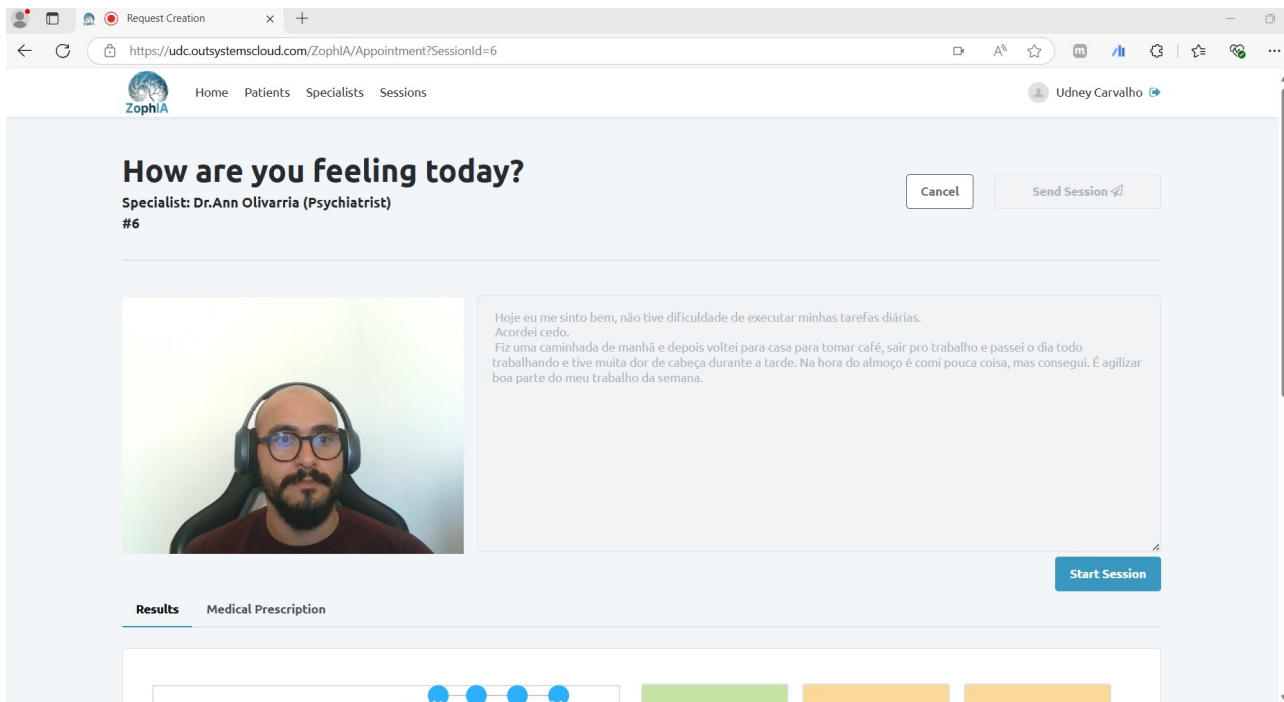 Request Creation
https://udc.outsystemscloud.com/ZophIA/Appointment?SessionId=6
ZophIA
Home Patients Specialists Sessions
Udney Carvalho
How are you feeling today?
Specialist: Dr.Ann Olivarria (Psychiatrist)
#6
Cancel
Send Session
Hoje eu me sinto bem, não tive dificuldade de executar minhas tarefas diárias.
Acordei cedo.
Fiz uma caminhada de manhã e depois voltei para casa para tomar café, sair pro trabalho e passei o dia todo
trabalhando e tive muita dor de cabeça durante a tarde. Na hora do almoço é comi pouca coisa, mas consegui. É agilizar
boa parte do meu trabalho da semana.
Start Session
Results Medical Prescription